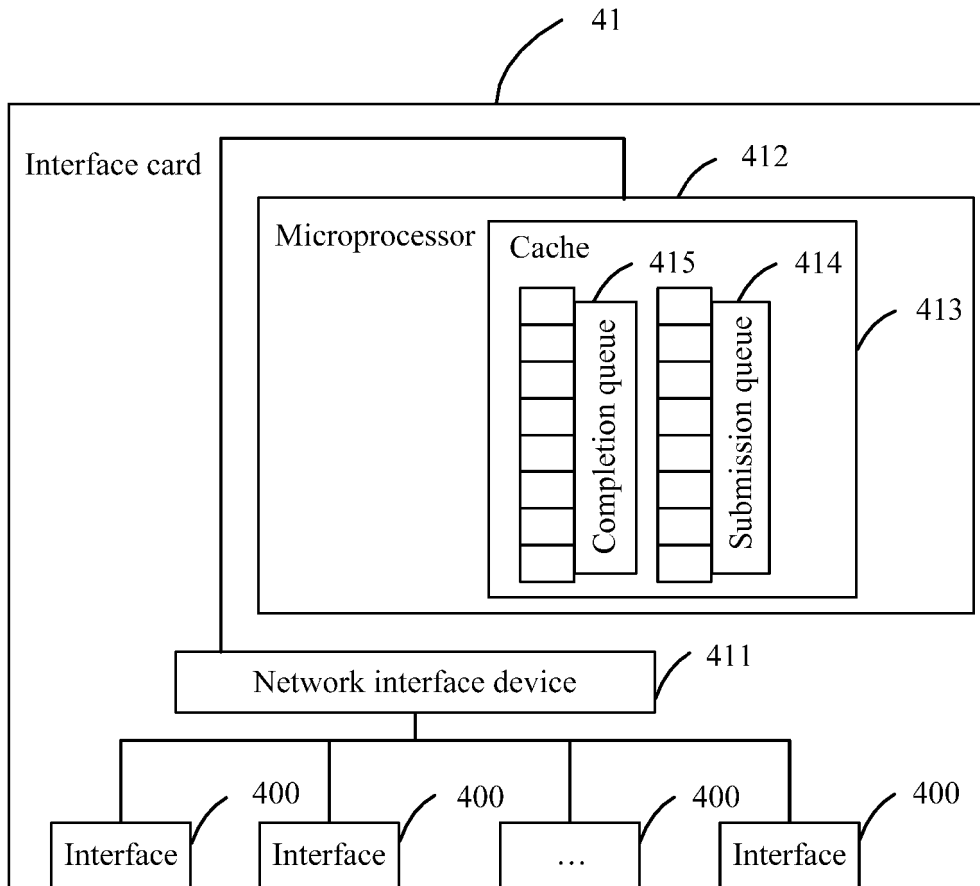 41
Interface card
412
Microprocessor
Cache
415
414
413
Completion queue
Submission queue
411
Network interface device
400
400
400
400
Interface
Interface
...
Interface